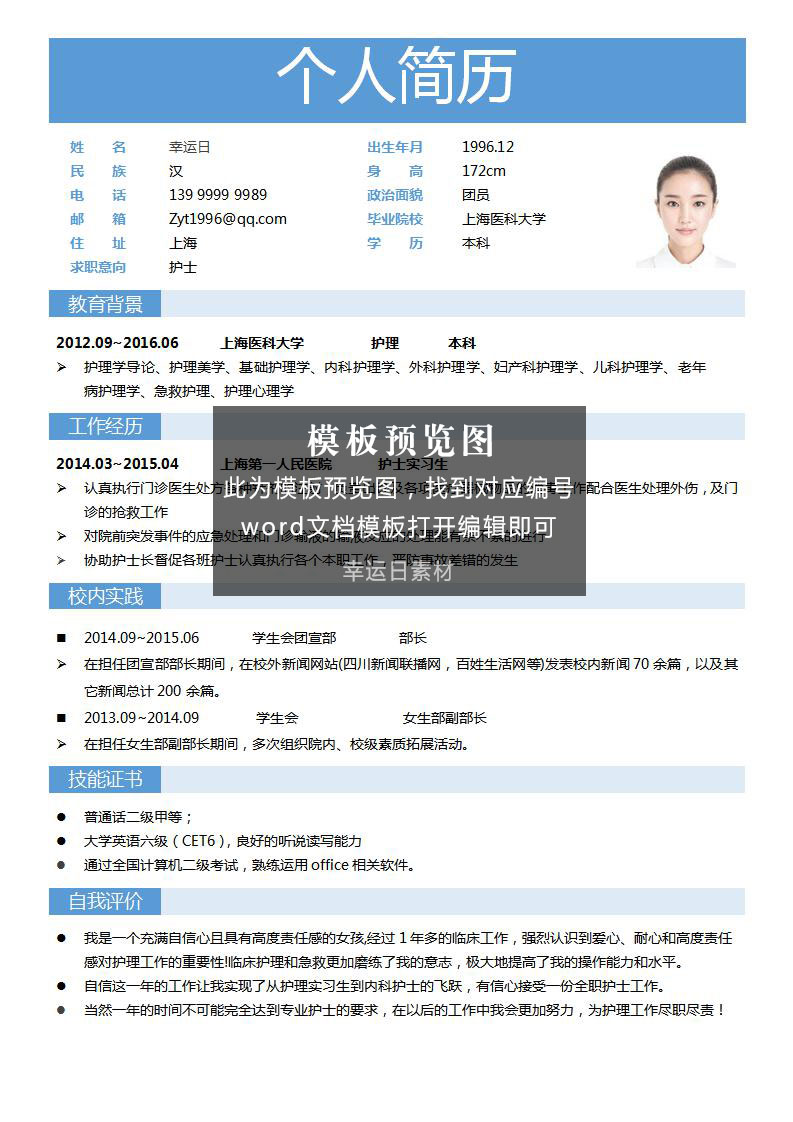 个人简历
姓 名 幸运日 出生年月 1996.12
民 族 汉 身 高 172cm
电 话 139 9999 9989 政治面貌 团员
邮 箱 Zyt1996@qq.com 毕业院校 上海医科大学
住 址 上海 学 历 本科
求职意向 护士
教育背景
2012.09~2016.06 上海医科大学 护理 本科
➢ 护理学导论、护理美学、基础护理学、内科护理学、外科护理学、妇产科护理学、儿科护理学、老年
病护理学、急救护理、护理心理学
工作经历
模板预览图
2014.03~2015.04 上海第一人民医院 护士实习生
➢ 认真执行门诊医生处方 配合医生处理外伤，及门
此为模板预览图，找到对应编号
诊的抢救工作
word文档模板打开编辑即可
➢ 对院前突发事件的应急处理和门诊输液的输液反应的处理能有条不紊的进行
➢ 协助护士长督促各班护士认真执行各个本职工作，严防事故差错的发生
幸运日素材
校内实践
■ 2014.09~2015.06 学生会团宣部 部长
➢ 在担任团宣部部长期间，在校外新闻网站(四川新闻联播网，百姓生活网等)发表校内新闻 70 余篇，以及其
它新闻总计 200 余篇。
■ 2013.09~2014.09 学生会 女生部副部长
➢ 在担任女生部副部长期间，多次组织院内、校级素质拓展活动。
技能证书
● 普通话二级甲等；
● 大学英语六级（CET6），良好的听说读写能力
● 通过全国计算机二级考试，熟练运用 office 相关软件。
自我评价
● 我是一个充满自信心且具有高度责任感的女孩,经过 1 年多的临床工作，强烈认识到爱心、耐心和高度责任
感对护理工作的重要性!临床护理和急救更加磨练了我的意志，极大地提高了我的操作能力和水平。
● 自信这一年的工作让我实现了从护理实习生到内科护士的飞跃，有信心接受一份全职护士工作。
● 当然一年的时间不可能完全达到专业护士的要求，在以后的工作中我会更加努力，为护理工作尽职尽责！